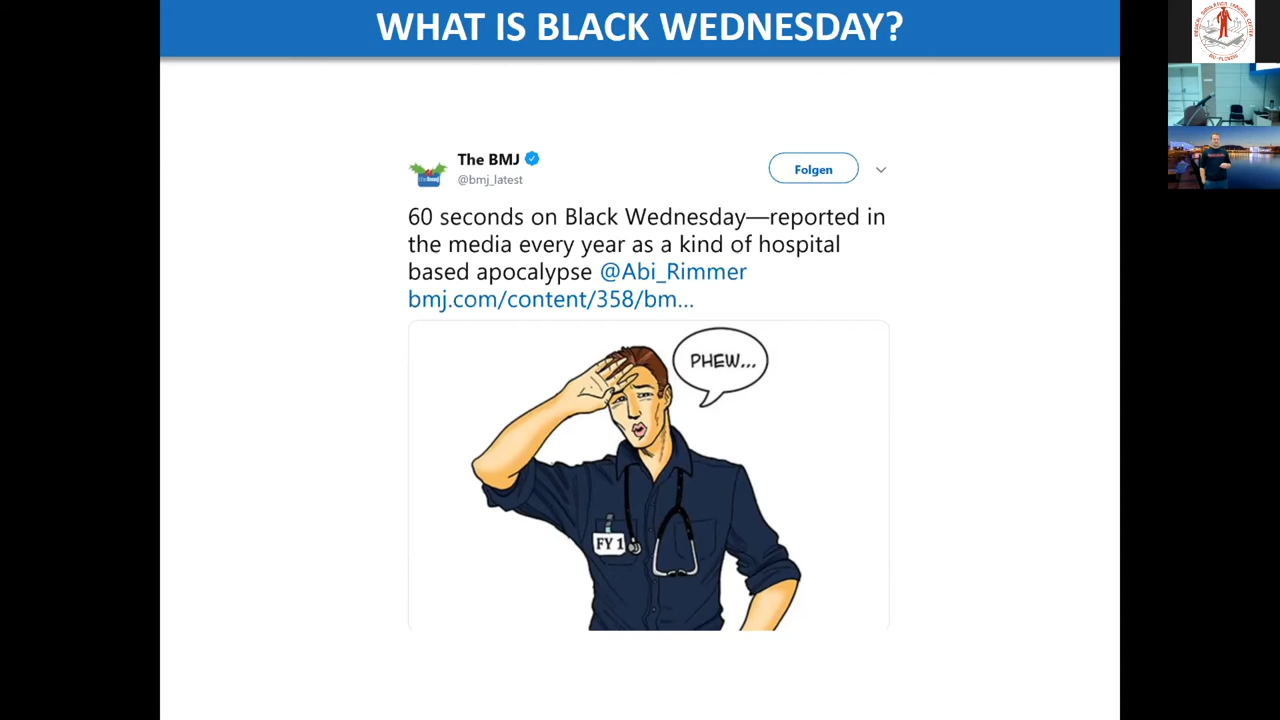 WHAT IS BLACK WEDNESDAY?
The BMJ
@bmj_latest
Folgen
60 seconds on Black Wednesday—reported in
the media every year as a kind of hospital
based apocalypse @Abi_Rimmer
bmj.com/content/358/bm...
PHEW...
FY 1